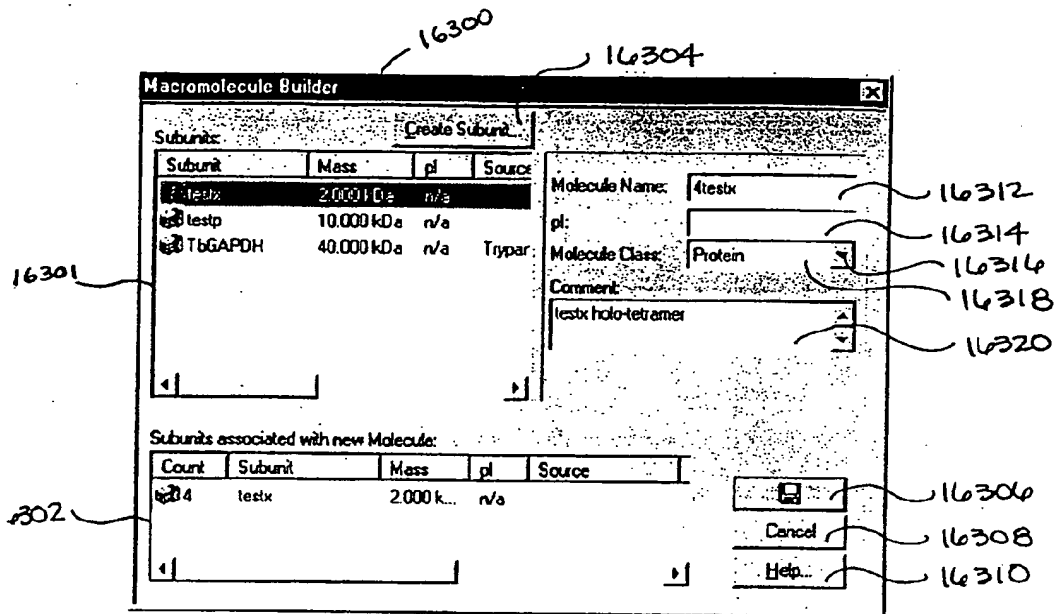 16300
16304
Macromolecule Builder
Create Subunit...
Subunits:
Subunit Mass pI Source
testx 2.000 kDa n/a
testp 10.000 kDa n/a
TbGAPDH 40.000 kDa n/a Trypar
16301
Molecule Name: 4testx
16312
pI:
16314
Molecule Class: Protein
16316
16318
Comment:
testx holo-tetramer
16320
Subunits associated with new Molecule:
Count Subunit Mass pI Source
4 testx 2.000 k... n/a
6302
16306
Cancel
16308
Help...
16310